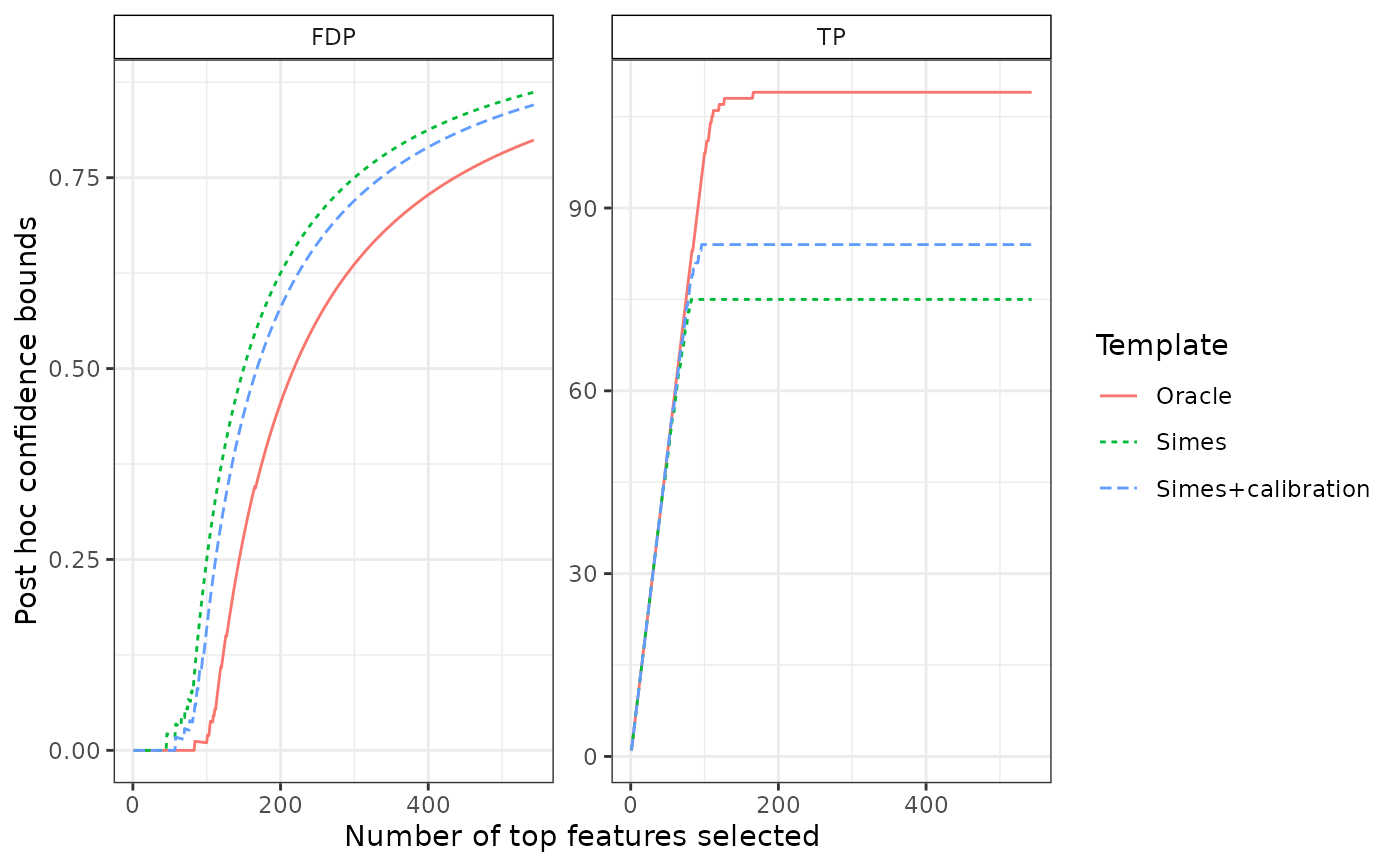 FDP
TP
Post hoc confidence bounds
0.75
0.50
0.25
0.00
90
60
30
0
0
200
400
0
200
400
Number of top features selected
Template
Oracle
Simes
Simes+calibration